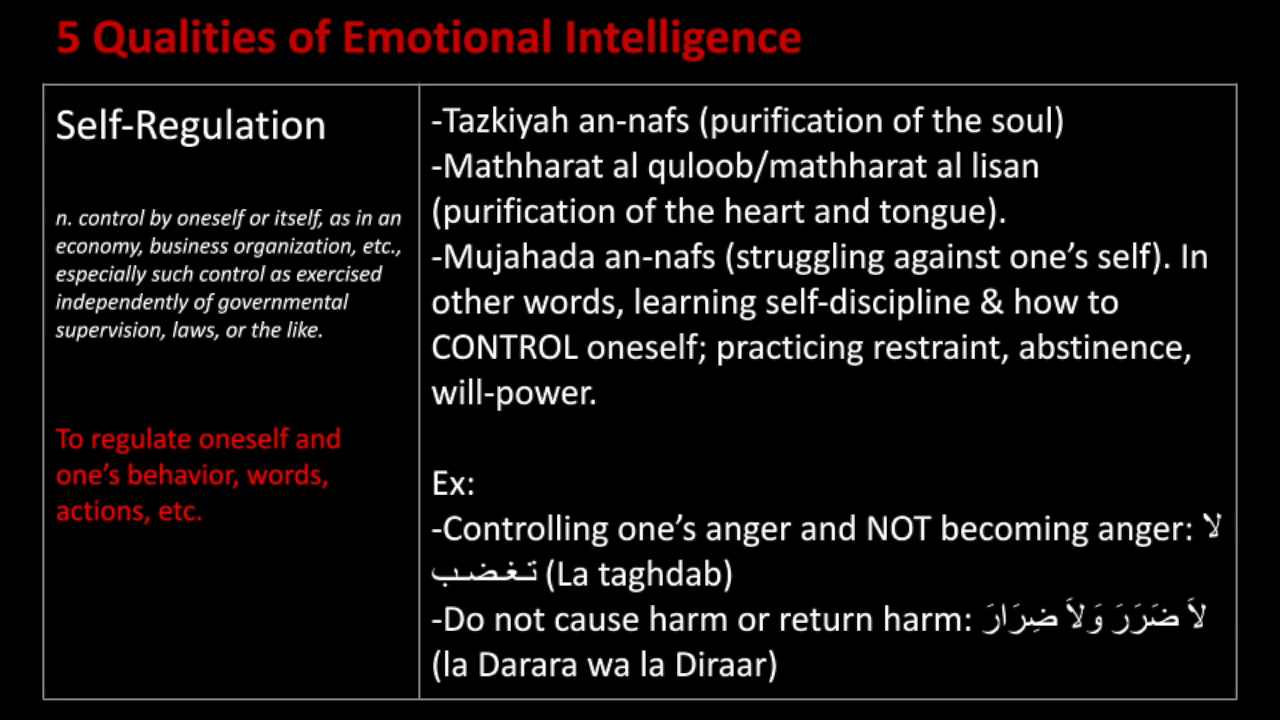 5 Qualities of Emotional Intelligence
Self-Regulation
n. control by oneself or itself, as in an
economy, business organization, etc.,
especially such control as exercised
independently of governmental
supervision, laws, or the like.
To regulate oneself and
one's behavior, words,
actions, etc.
-Tazkiyah an-nafs (purification of the soul)
-Mathharat al quloob/mathharat al lisan
(purification of the heart and tongue).
-Mujahada an-nafs (struggling against one's self). In
other words, learning self-discipline & how to
CONTROL oneself; practicing restraint, abstinence,
will-power.
Ex:
-Controlling one's anger and NOT becoming anger: لا
تغضب (La taghdab)
-Do not cause harm or return harm: لاَ ضَرَرَ وَلاَ ضِرَارَ
(la Darara wa la Diraar)